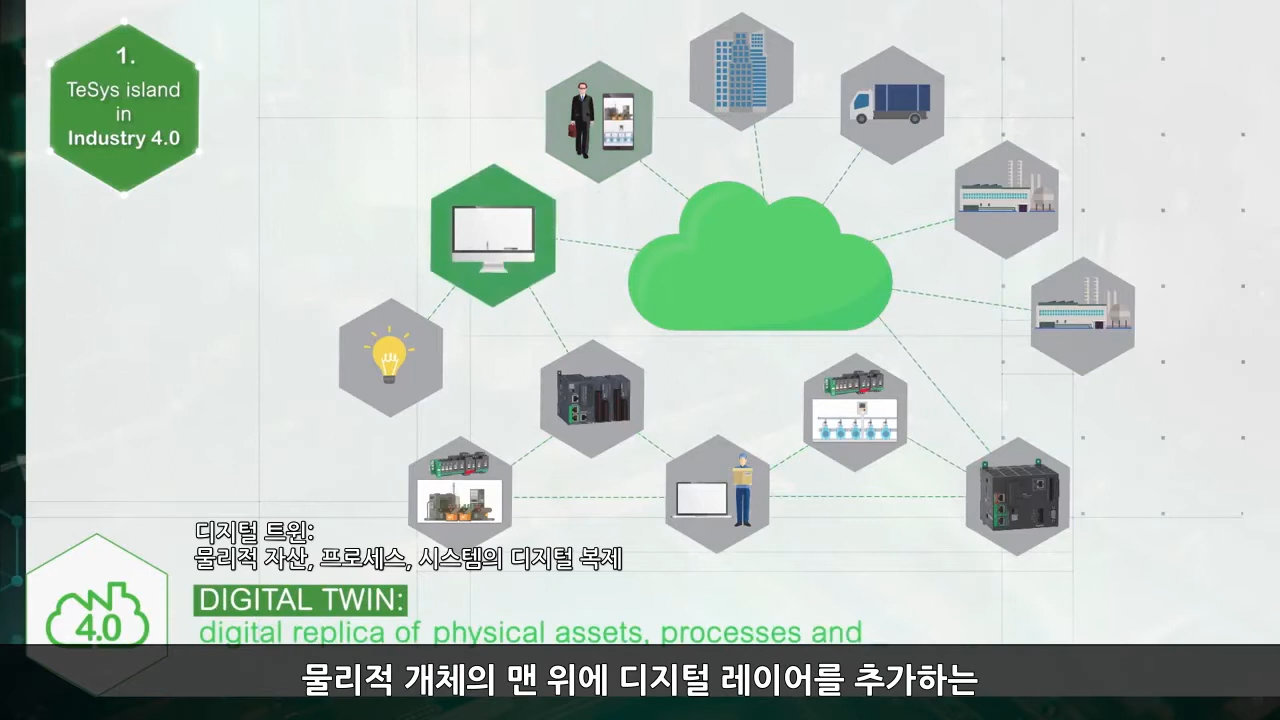 1.
TeSys island
in
Industry 4.0
디지털 트윈:
물리적 자산, 프로세스, 시스템의 디지털 복제
DIGITAL TWIN:
digital replica of physical assets, processes and
4.0
물리적 개체의 맨 위에 디지털 레이어를 추가하는